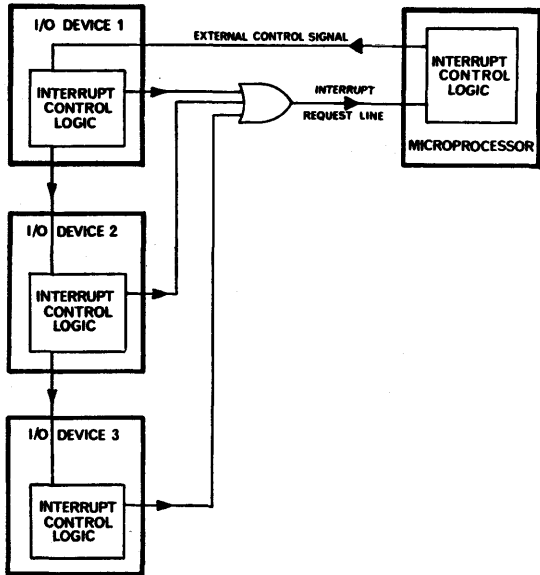 I/O DEVICE 1
INTERRUPT
CONTROL
LOGIC
EXTERNAL CONTROL SIGNAL
INTERRUPT
REQUEST LINE
INTERRUPT
CONTROL
LOGIC
MICROPROCESSOR
I/O DEVICE 2
INTERRUPT
CONTROL
LOGIC
I/O DEVICE 3
INTERRUPT
CONTROL
LOGIC